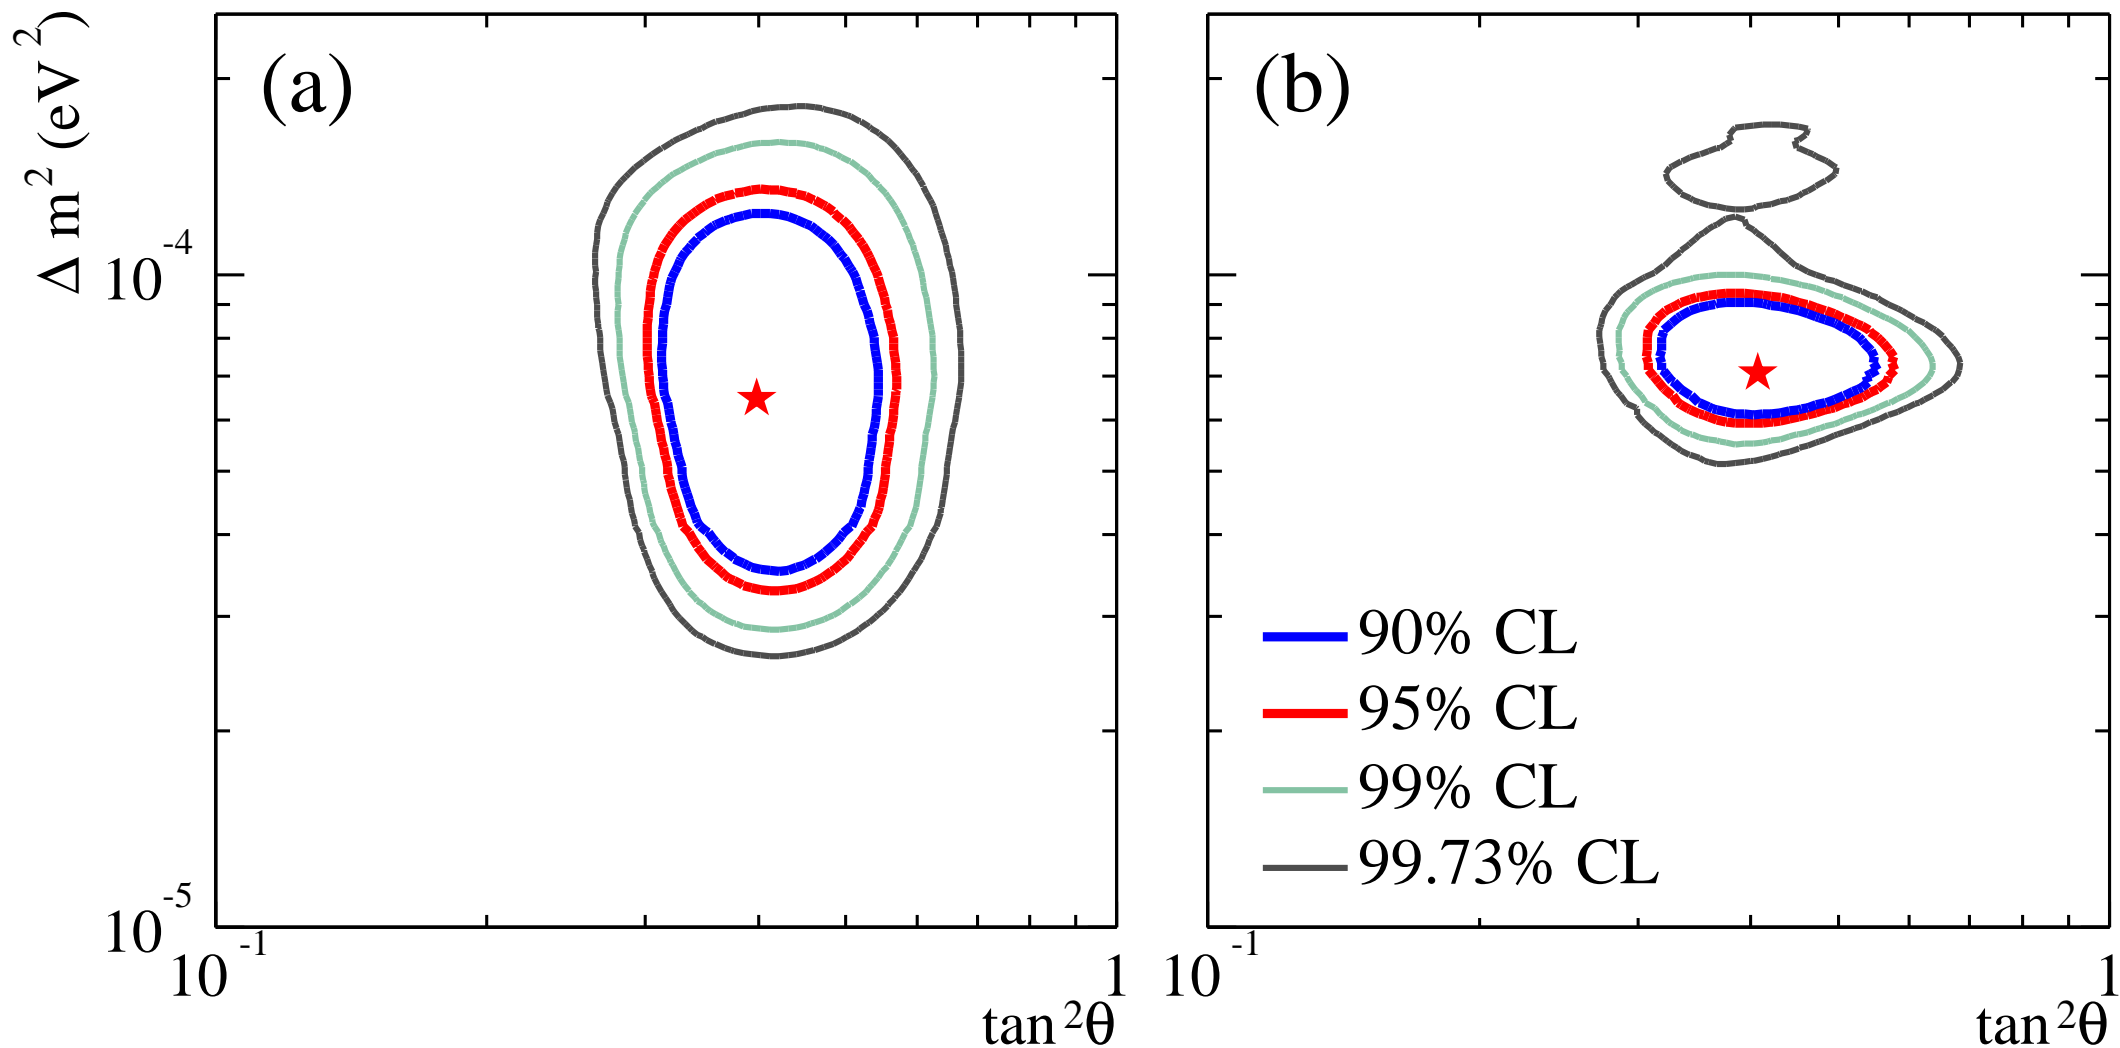 (a)
(b)
Δ m² (eV²)
10⁻⁴
10⁻⁵
90% CL
95% CL
99% CL
99.73% CL
10⁻¹
1
10⁻¹
1
tan²θ
tan²θ